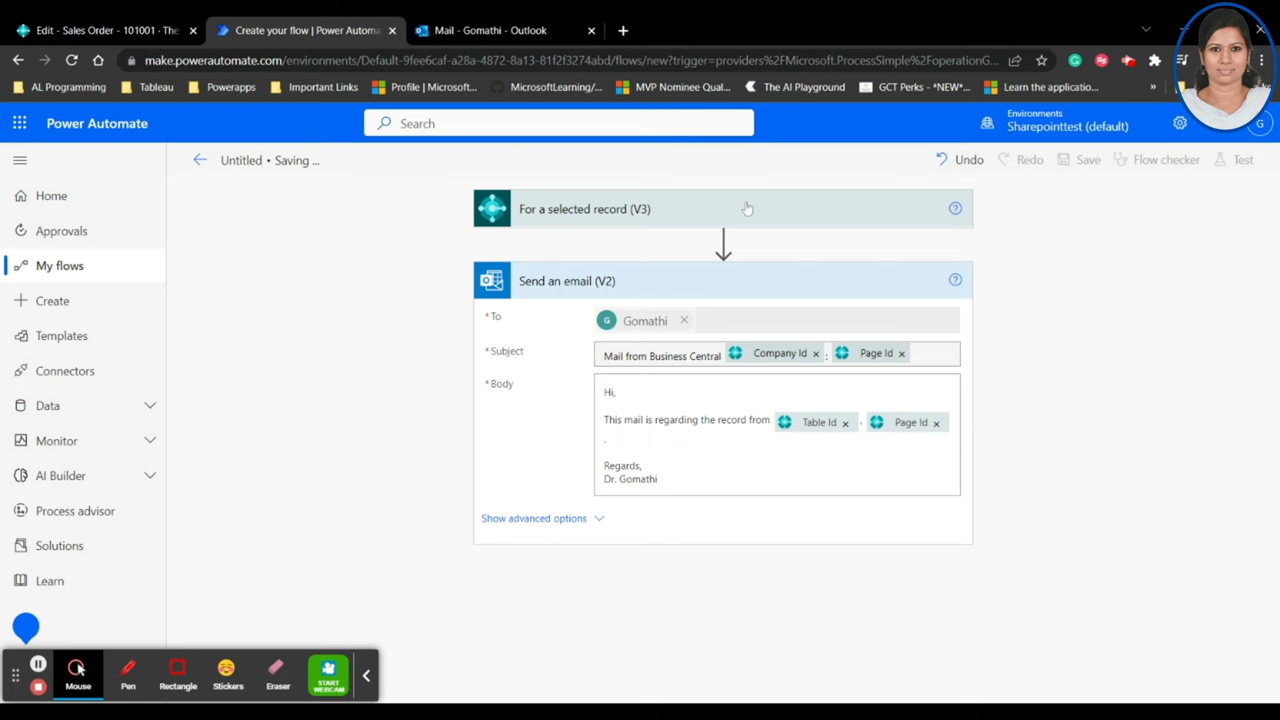 Edit - Sales Order - 101001 - The
Create your flow | Power Automa
Mail - Gomathi - Outlook
make.powerautomate.com/environments/Default-9fee6caf-a28a-4872-8a13-81f2f3274abd/flows/new?trigger=providers%2FMicrosoft.ProcessSimple%2FoperationG...
AI Programming
Tableau
Powerapps
Important Links
Profile | Microsoft...
MicrosoftLearning/...
MVP Nominee Qual...
The AI Playground
GCT Perks - *NEW*...
Learn the applicatio...
»
Power Automate
Search
Environments
Sharepointtest (default)
G
Untitled • Saving ...
Undo
Redo
Save
Flow checker
Test
Home
Approvals
My flows
Create
Templates
Connectors
Data
Monitor
AI Builder
Process advisor
Solutions
Learn
For a selected record (V3)
Send an email (V2)
* To
G Gomathi
* Subject
Mail from Business Central Company Id : Page Id
* Body
Hi,
This mail is regarding the record from Table Id , Page Id
.
Regards,
Dr. Gomathi
Show advanced options
Mouse
Pen
Rectangle
Stickers
Eraser
START
WEBCAM